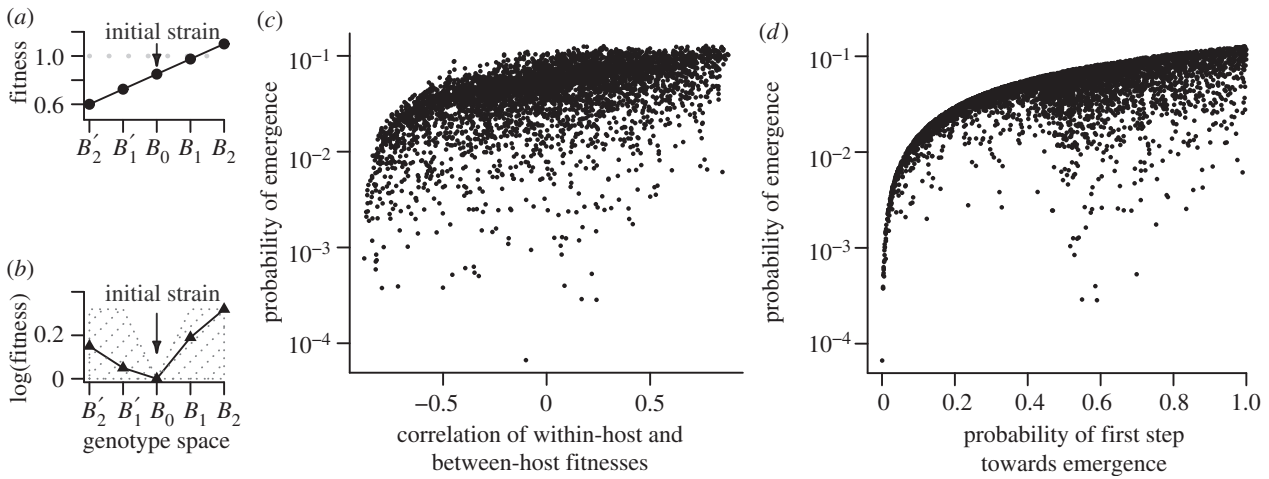 (a)
initial strain
fitness
1.0
0.6
B′2 B′1 B0 B1 B2
(b)
initial strain
log(fitness)
0.2
0
B′2 B′1 B0 B1 B2
genotype space
(c)
probability of emergence
10−1
10−2
10−3
10−4
−0.5 0 0.5
correlation of within-host and
between-host fitnesses
(d)
probability of emergence
10−1
10−2
10−3
10−4
0 0.2 0.4 0.6 0.8 1.0
probability of first step
towards emergence